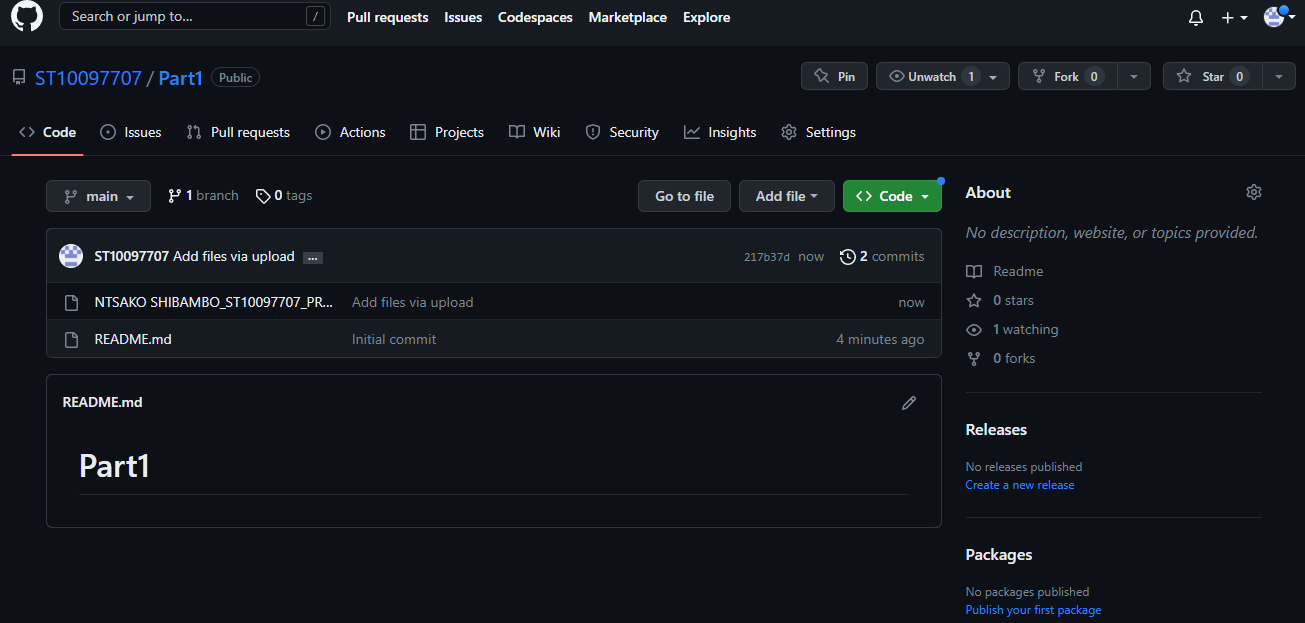 Search or jump to... / Pull requests Issues Codespaces Marketplace Explore
ST10097707 / Part1 Public Pin Unwatch 1 Fork 0 Star 0
Code Issues Pull requests Actions Projects Wiki Security Insights Settings
main 1 branch 0 tags Go to file Add file Code
ST10097707 Add files via upload ... 217b37d now 2 commits
NTSAKO SHIBAMBO_ST10097707_PR... Add files via upload now
README.md Initial commit 4 minutes ago
README.md
Part1
About
No description, website, or topics provided.
Readme
0 stars
1 watching
0 forks
Releases
No releases published
Create a new release
Packages
No packages published
Publish your first package